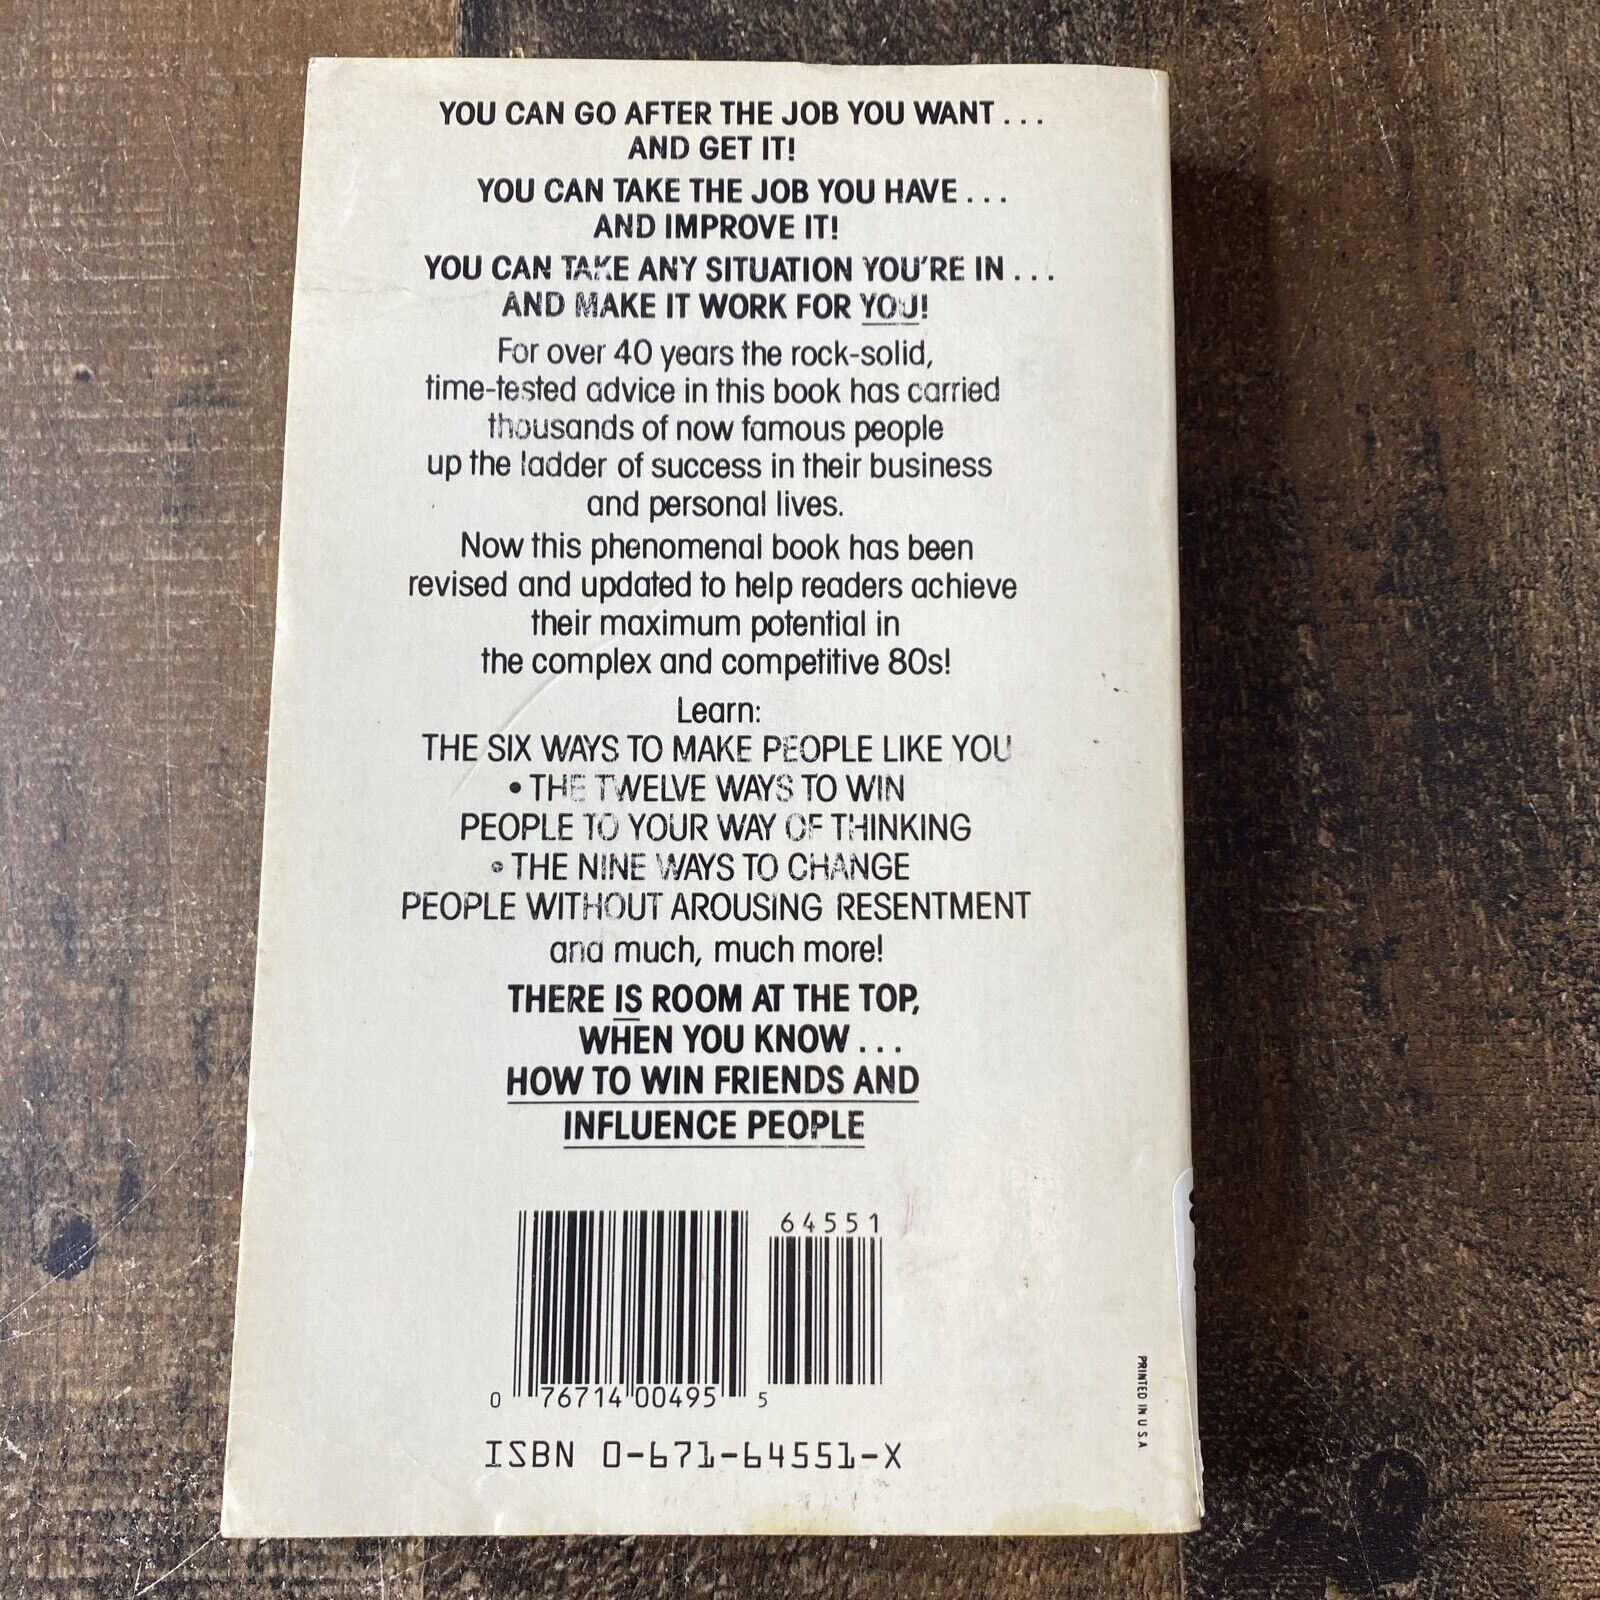 YOU CAN GO AFTER THE JOB YOU WANT . . .
AND GET IT!
YOU CAN TAKE THE JOB YOU HAVE . . .
AND IMPROVE IT!
YOU CAN TAKE ANY SITUATION YOU'RE IN . . .
AND MAKE IT WORK FOR YOU!
For over 40 years the rock-solid,
time-tested advice in this book has carried
thousands of now famous people
up the ladder of success in their business
and personal lives.
Now this phenomenal book has been
revised and updated to help readers achieve
their maximum potential in
the complex and competitive 80s!
Learn:
THE SIX WAYS TO MAKE PEOPLE LIKE YOU
• THE TWELVE WAYS TO WIN
PEOPLE TO YOUR WAY OF THINKING
• THE NINE WAYS TO CHANGE
PEOPLE WITHOUT AROUSING RESENTMENT
and much, much more!
THERE IS ROOM AT THE TOP,
WHEN YOU KNOW . . .
HOW TO WIN FRIENDS AND
INFLUENCE PEOPLE
64551
0 76714 00495 5
ISBN 0-671-64551-X
PRINTED IN U.S.A.